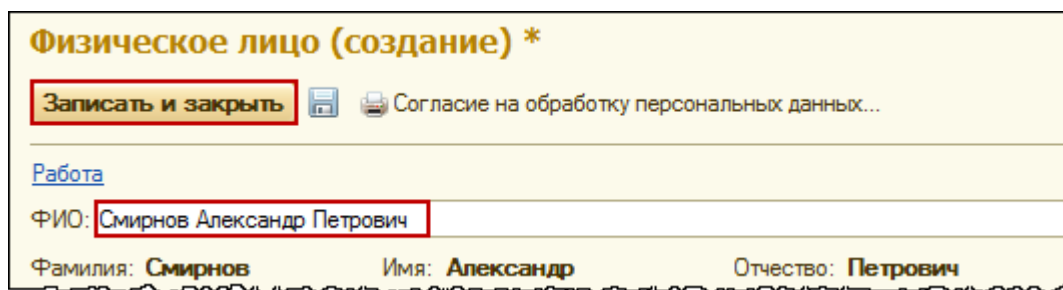 Физическое лицо (создание) *
Записать и закрыть Согласие на обработку персональных данных...
Работа
ФИО: Смирнов Александр Петрович
Фамилия: Смирнов Имя: Александр Отчество: Петрович